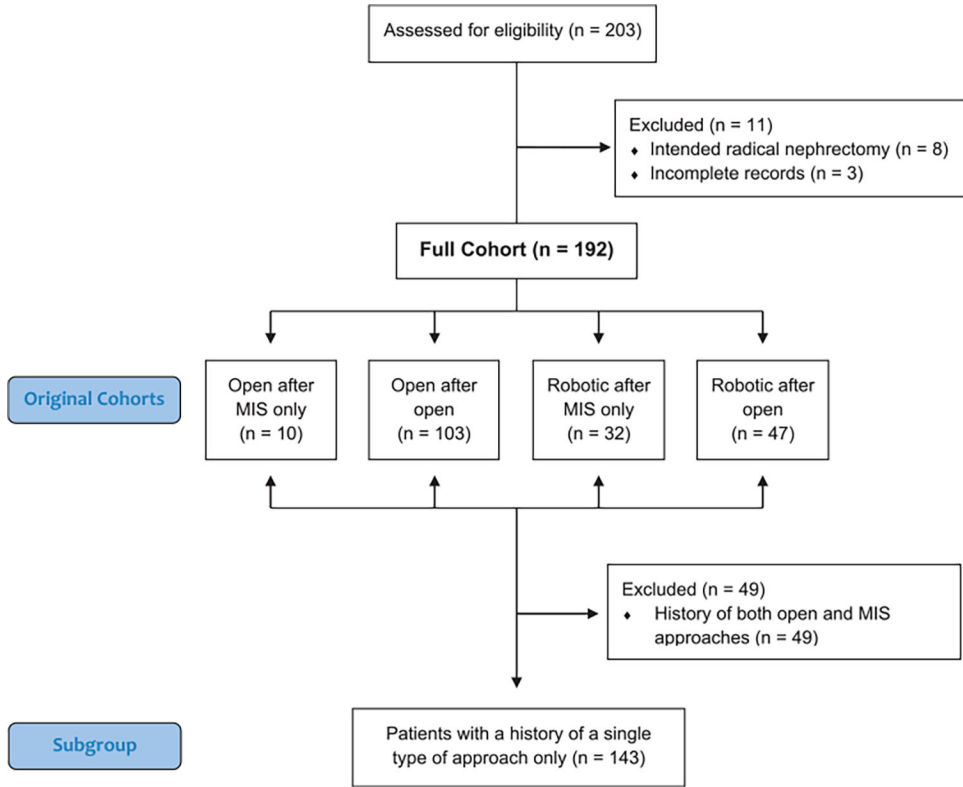 Assessed for eligibility (n = 203)
Excluded (n = 11)
♦ Intended radical nephrectomy (n = 8)
♦ Incomplete records (n = 3)
Full Cohort (n = 192)
Original Cohorts
Open after
MIS only
(n = 10)
Open after
open
(n = 103)
Robotic after
MIS only
(n = 32)
Robotic after
open
(n = 47)
Excluded (n = 49)
♦ History of both open and MIS
approaches (n = 49)
Subgroup
Patients with a history of a single
type of approach only (n = 143)